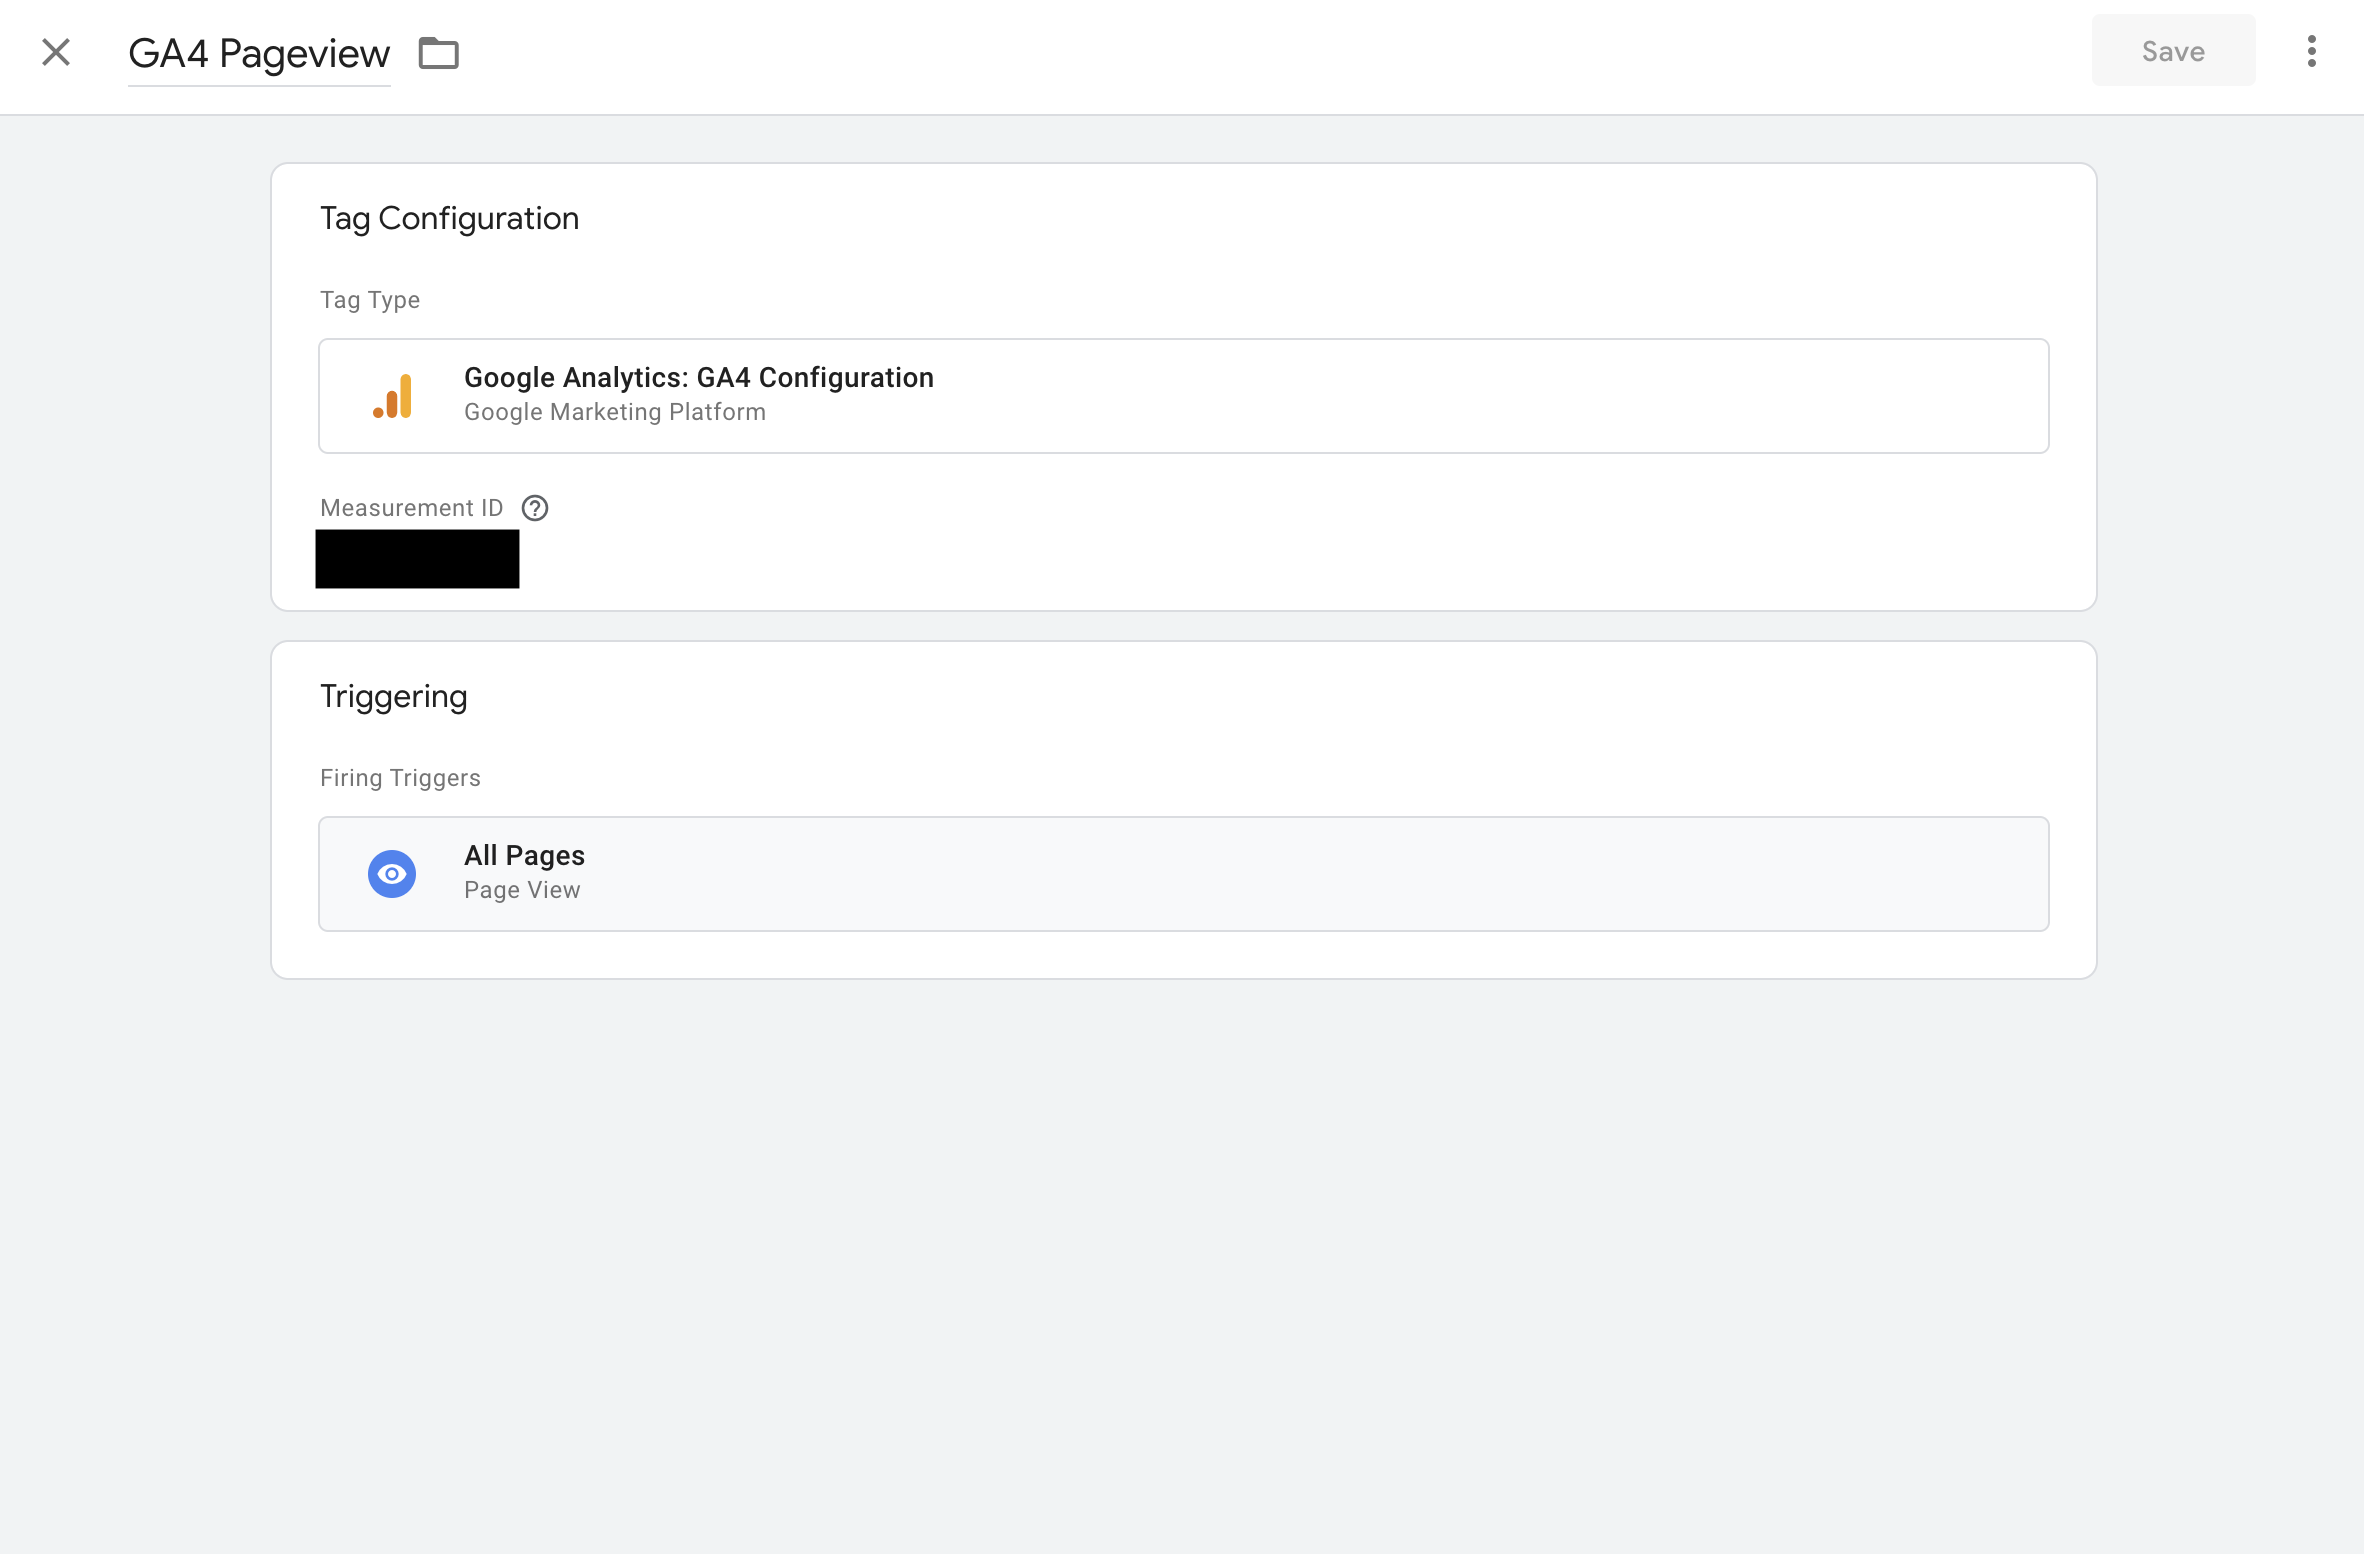 GA4 Pageview
Save
Tag Configuration
Tag Type
Google Analytics: GA4 Configuration
Google Marketing Platform
Measurement ID
Triggering
Firing Triggers
All Pages
Page View